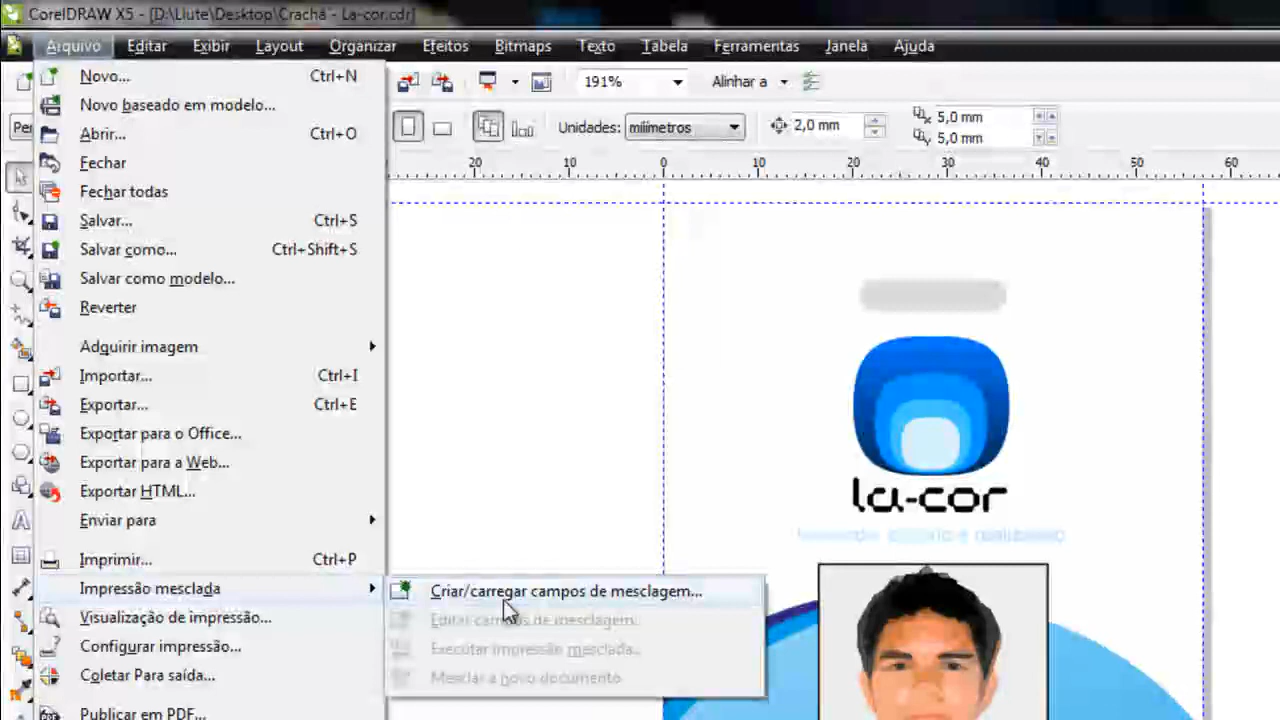 CorelDRAW X5 - [D:\Llute\Desktop\Crachá - La-cor.cdr]
Arquivo Editar Exibir Layout Organizar Efeitos Bitmaps Texto Tabela Ferramentas Janela Ajuda
191% Alinhar a
Unidades: milímetros 2,0 mm 5,0 mm
5,0 mm
20 10 0 10 20 30 40 50 60
Novo... Ctrl+N
Novo baseado em modelo...
Abrir... Ctrl+O
Fechar
Fechar todas
Salvar... Ctrl+S
Salvar como... Ctrl+Shift+S
Salvar como modelo...
Reverter
Adquirir imagem
Importar... Ctrl+I
Exportar... Ctrl+E
Exportar para o Office...
Exportar para a Web...
Exportar HTML...
Enviar para
Imprimir... Ctrl+P
Impressão mesclada
Visualização de impressão...
Configurar impressão...
Coletar Para saída...
Publicar em PDF...
Criar/carregar campos de mesclagem...
Editar campos de mesclagem...
Executar impressão mesclada...
Mesclar a novo documento
la-cor